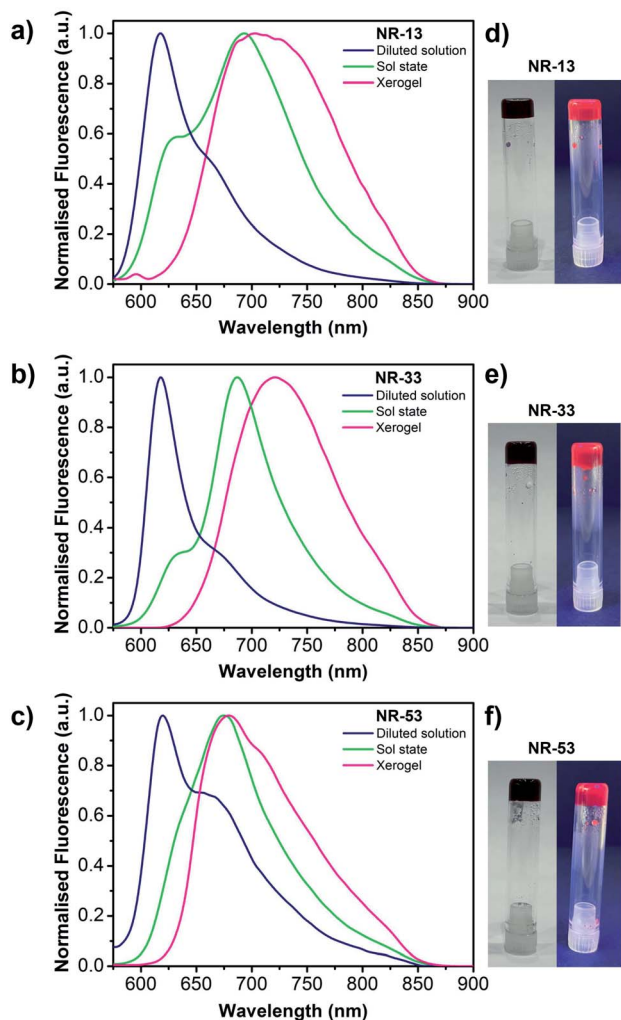 a)
NR-13
Diluted solution
Sol state
Xerogel
Normalised Fluorescence (a.u.)
1.0
0.8
0.6
0.4
0.2
0.0
600 650 700 750 800 850 900
Wavelength (nm)
d)
NR-13
b)
NR-33
Diluted solution
Sol state
Xerogel
Normalised Fluorescence (a.u.)
1.0
0.8
0.6
0.4
0.2
0.0
600 650 700 750 800 850 900
Wavelength (nm)
e)
NR-33
c)
NR-53
Diluted solution
Sol state
Xerogel
Normalised Fluorescence (a.u.)
1.0
0.8
0.6
0.4
0.2
0.0
600 650 700 750 800 850 900
Wavelength (nm)
f)
NR-53